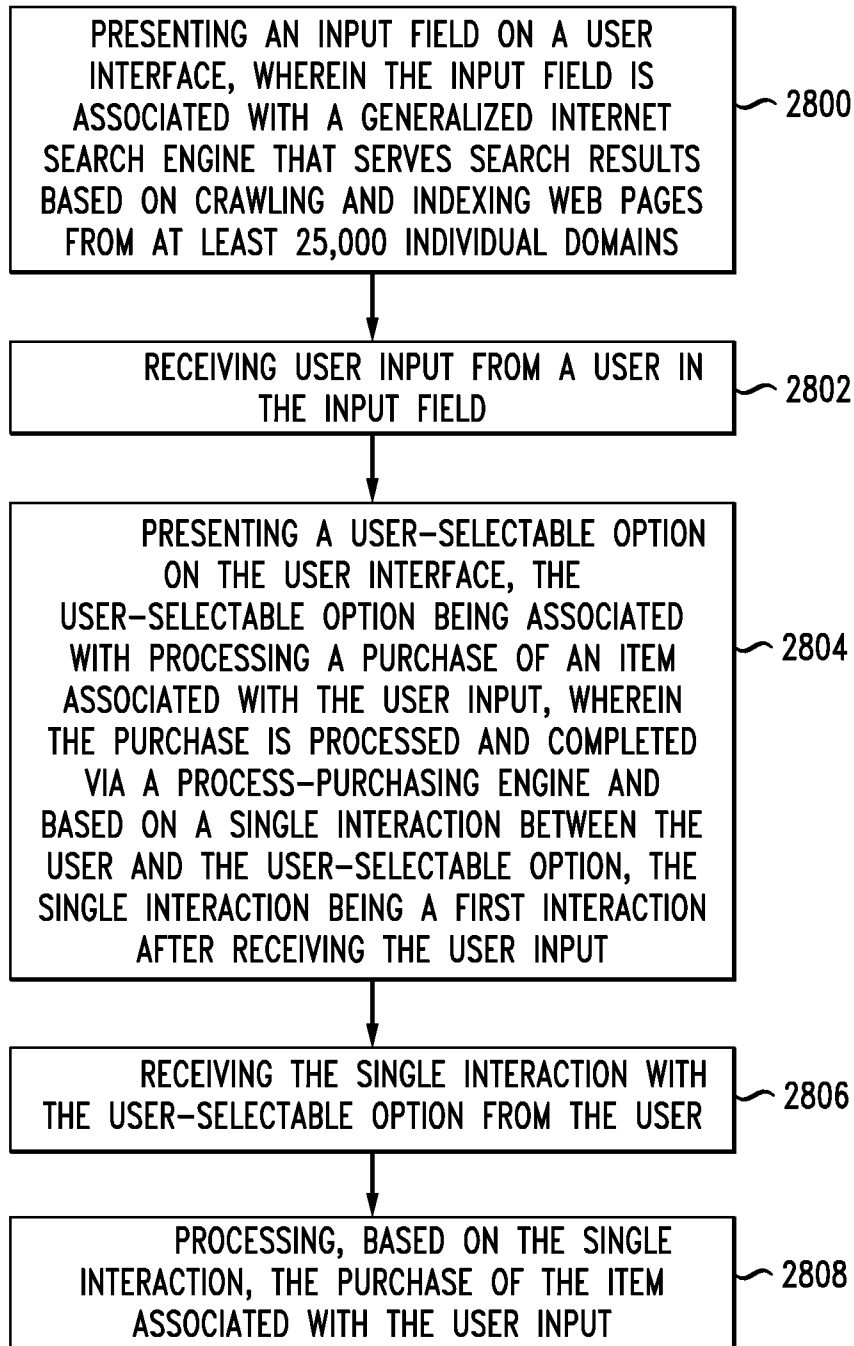 PRESENTING AN INPUT FIELD ON A USER
INTERFACE, WHEREIN THE INPUT FIELD IS
ASSOCIATED WITH A GENERALIZED INTERNET
SEARCH ENGINE THAT SERVES SEARCH RESULTS
BASED ON CRAWLING AND INDEXING WEB PAGES
FROM AT LEAST 25,000 INDIVIDUAL DOMAINS
2800
RECEIVING USER INPUT FROM A USER IN
THE INPUT FIELD
2802
PRESENTING A USER-SELECTABLE OPTION
ON THE USER INTERFACE, THE
USER-SELECTABLE OPTION BEING ASSOCIATED
WITH PROCESSING A PURCHASE OF AN ITEM
ASSOCIATED WITH THE USER INPUT, WHEREIN
THE PURCHASE IS PROCESSED AND COMPLETED
VIA A PROCESS-PURCHASING ENGINE AND
BASED ON A SINGLE INTERACTION BETWEEN THE
USER AND THE USER-SELECTABLE OPTION, THE
SINGLE INTERACTION BEING A FIRST INTERACTION
AFTER RECEIVING THE USER INPUT
2804
RECEIVING THE SINGLE INTERACTION WITH
THE USER-SELECTABLE OPTION FROM THE USER
2806
PROCESSING, BASED ON THE SINGLE
INTERACTION, THE PURCHASE OF THE ITEM
ASSOCIATED WITH THE USER INPUT
2808